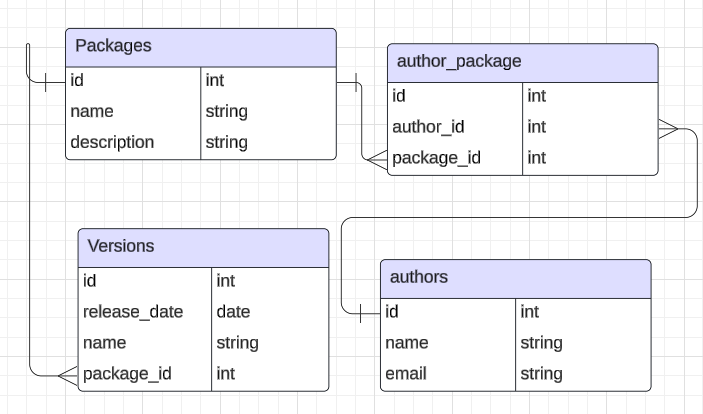 Packages
id int
name string
description string
author_package
id int
author_id int
package_id int
Versions
id int
release_date date
name string
package_id int
authors
id int
name string
email string